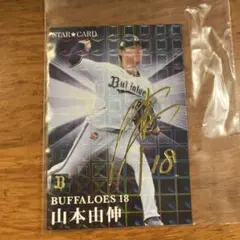 STAR★CARD
Buffaloes
18
B
BUFFALOES 18
山本由伸